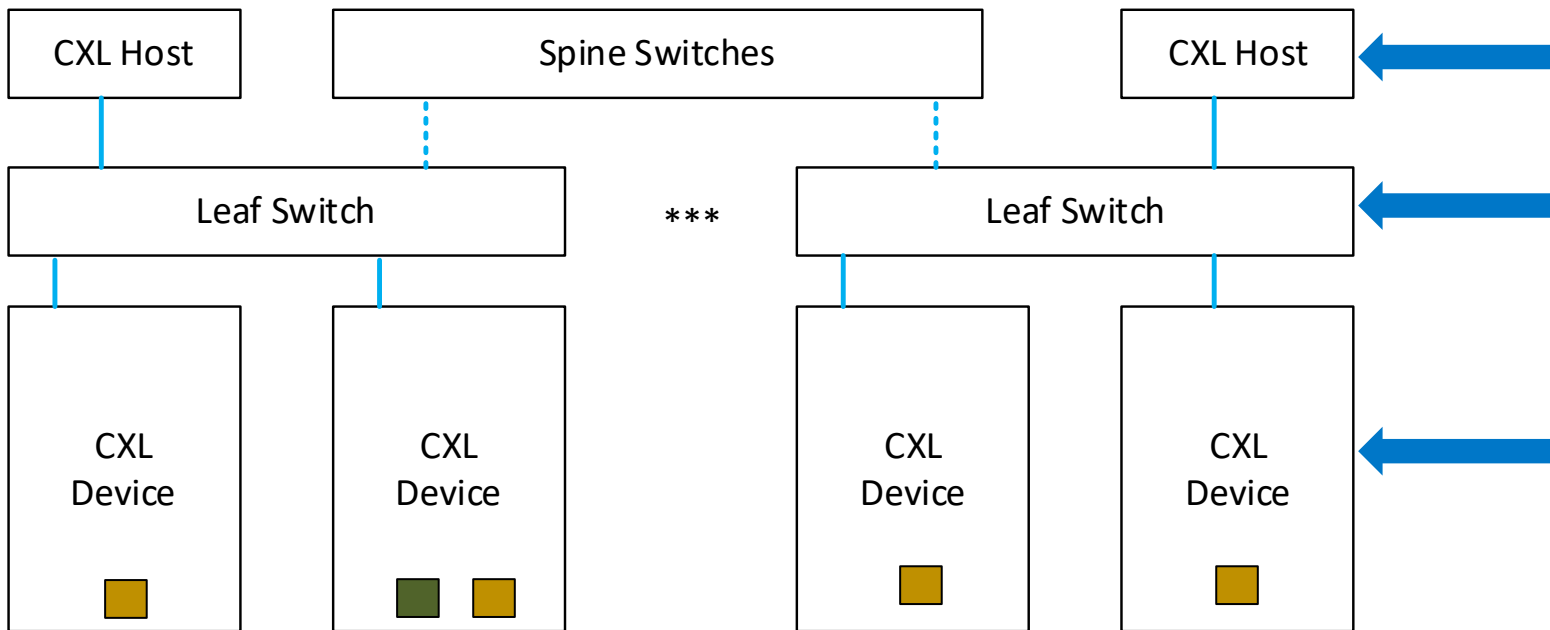 CXL Host
Spine Switches
CXL Host
Leaf Switch
***
Leaf Switch
CXL
Device
CXL
Device
CXL
Device
CXL
Device